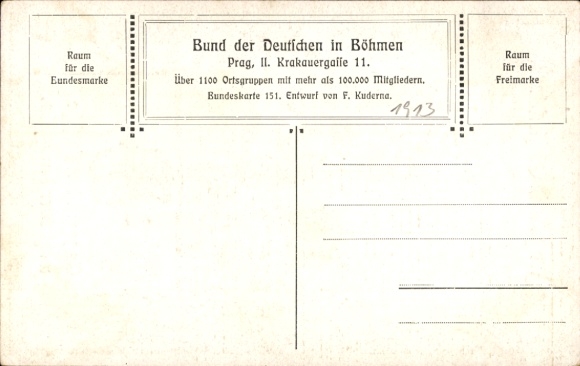 Raum
für die
Bundesmarke
Bund der Deutschen in Böhmen
Prag, II. Krakauergasse 11.
Über 1100 Ortsgruppen mit mehr als 100.000 Mitgliedern.
Bundeskarte 151. Entwurf von F. Kuderna.
1913
Raum
für die
Freimarke